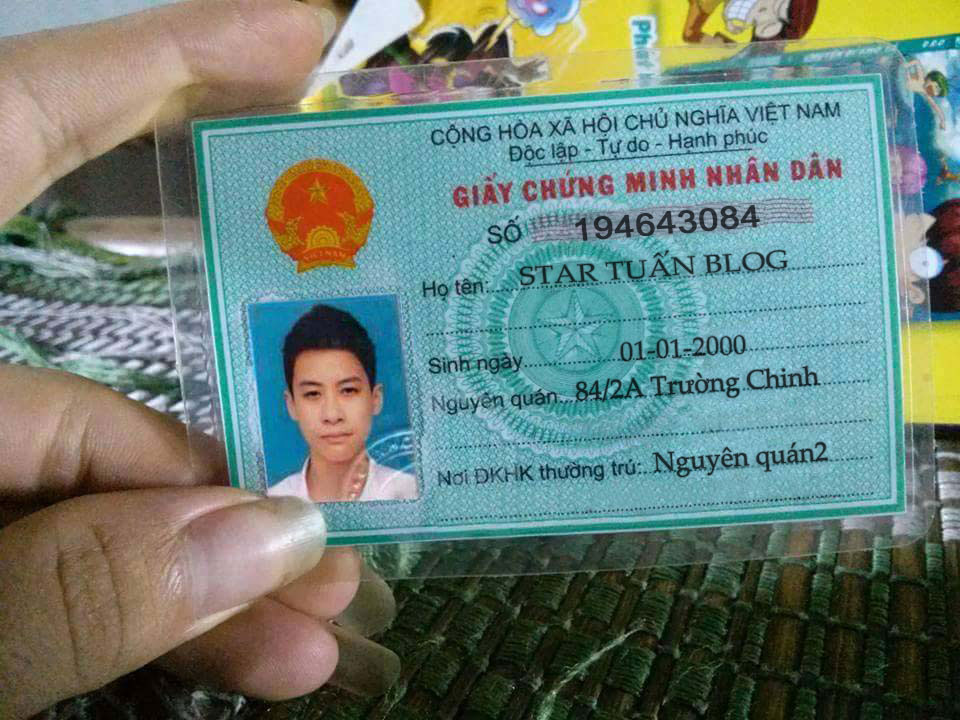 CỘNG HÒA XÃ HỘI CHỦ NGHĨA VIỆT NAM
Độc lập - Tự do - Hạnh phúc
GIẤY CHỨNG MINH NHÂN DÂN
SỐ 194643084
Họ tên: STAR TUẤN BLOG
Sinh ngày 01-01-2000
Nguyên quán 84/2A Trường Chinh
Nơi ĐKHK thường trú: Nguyên quán2
VIỆT NAM